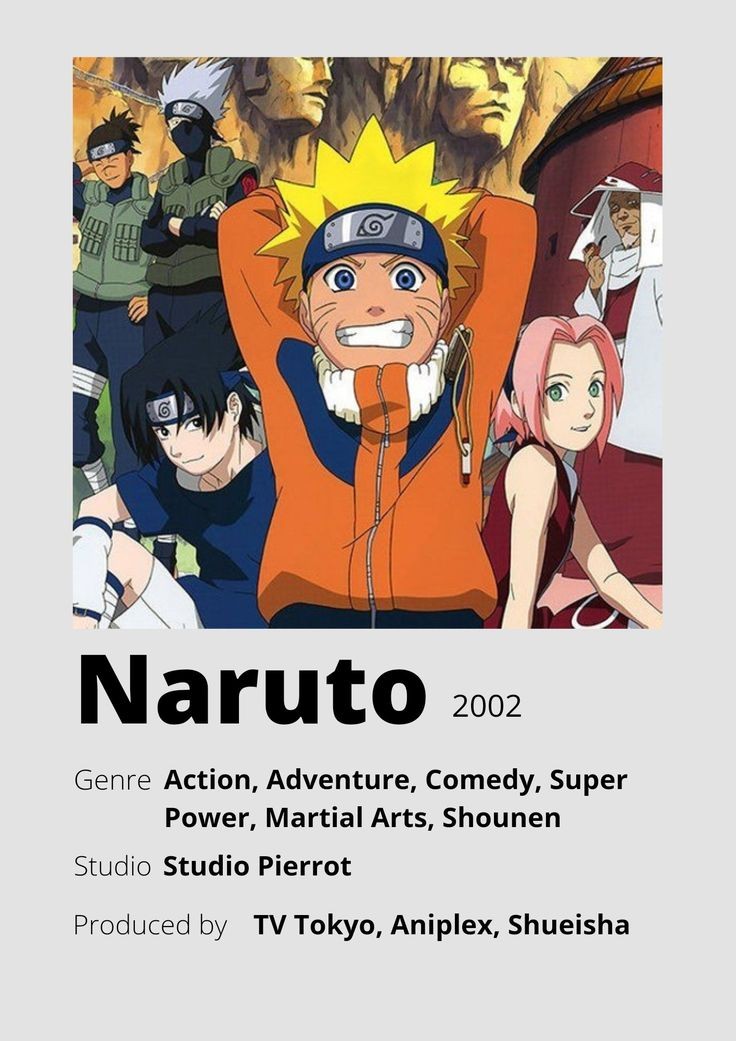 Naruto 2002
Genre Action, Adventure, Comedy, Super
Power, Martial Arts, Shounen
Studio Studio Pierrot
Produced by TV Tokyo, Aniplex, Shueisha